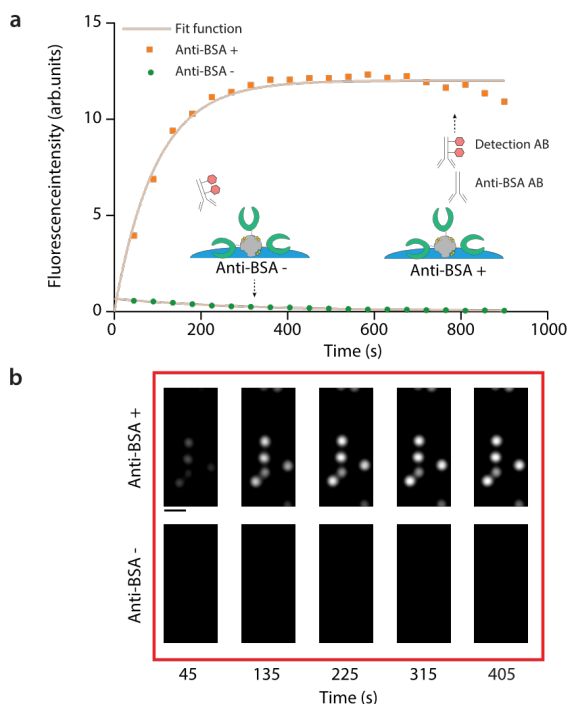 a
Fluorescenceintensity (arb.units)
15
10
5
0
Fit function
Anti-BSA +
Anti-BSA -
Detection AB
Anti-BSA AB
Anti-BSA -
Anti-BSA +
0 200 400 600 800 1000
Time (s)
b
Anti-BSA +
Anti-BSA -
45 135 225 315 405
Time (s)